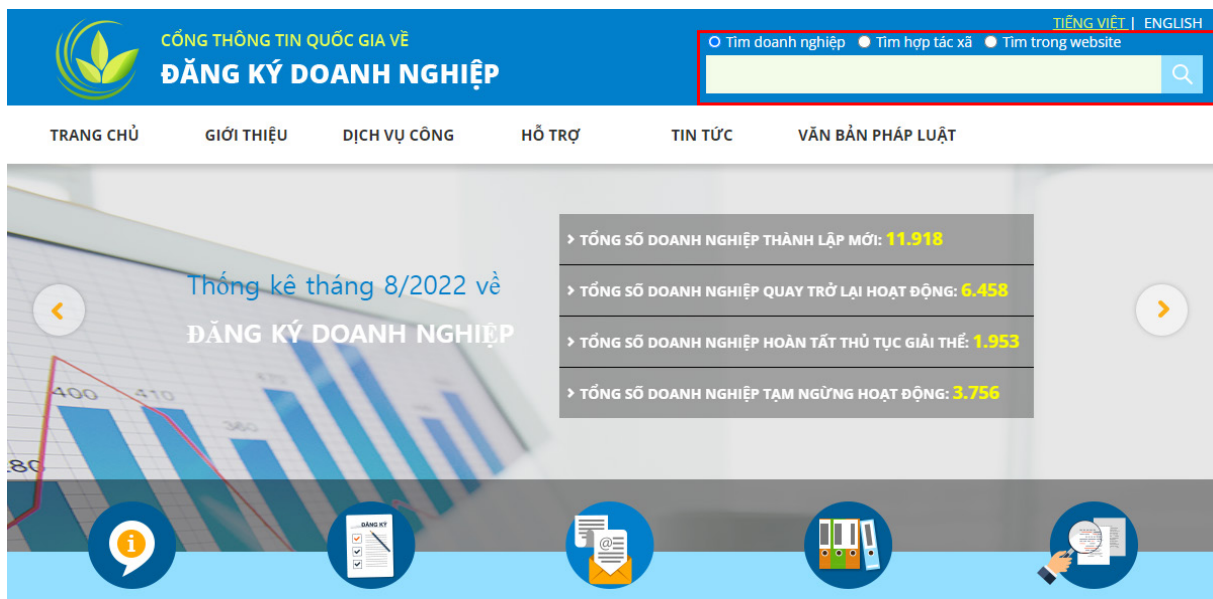 TIẾNG VIỆT | ENGLISH
CỔNG THÔNG TIN QUỐC GIA VỀ
ĐĂNG KÝ DOANH NGHIỆP
Tìm doanh nghiệp Tìm hợp tác xã Tìm trong website
TRANG CHỦ GIỚI THIỆU DỊCH VỤ CÔNG HỖ TRỢ TIN TỨC VĂN BẢN PHÁP LUẬT
Thống kê tháng 8/2022 về
ĐĂNG KÝ DOANH NGHIỆP
> TỔNG SỐ DOANH NGHIỆP THÀNH LẬP MỚI: 11.918
> TỔNG SỐ DOANH NGHIỆP QUAY TRỞ LẠI HOẠT ĐỘNG: 6.458
> TỔNG SỐ DOANH NGHIỆP HOÀN TẤT THỦ TỤC GIẢI THỂ: 1.953
> TỔNG SỐ DOANH NGHIỆP TẠM NGỪNG HOẠT ĐỘNG: 3.756
400 410
470
360
ĐĂNG KÝ